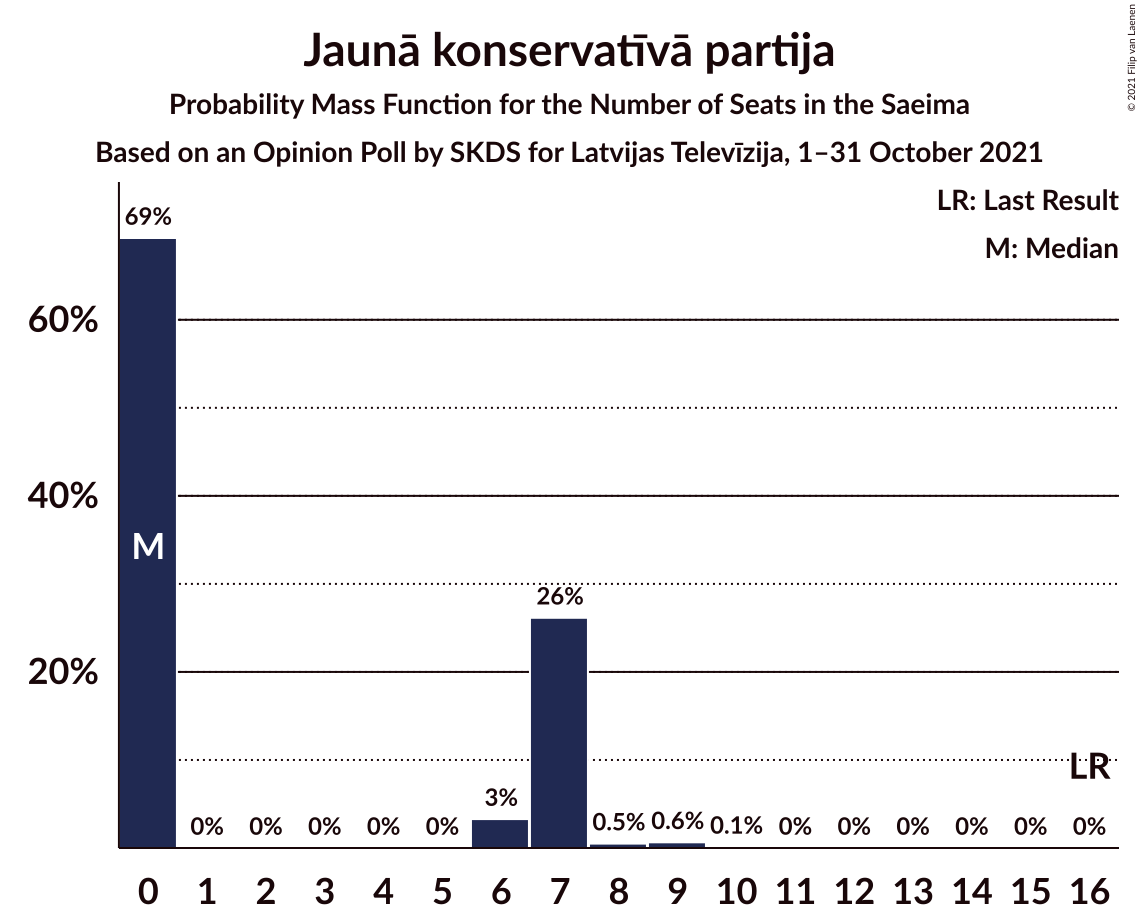 Jaunā konservatīvā partija
Probability Mass Function for the Number of Seats in the Saeima
Based on an Opinion Poll by SKDS for Latvijas Televīzija, 1–31 October 2021
© 2021 Filip van Laenen
LR: Last Result
M: Median
69%
60%
40%
M
26%
20%
LR
3%
0% 0% 0% 0% 0% 0.5% 0.6% 0.1% 0% 0% 0% 0% 0% 0%
0 1 2 3 4 5 6 7 8 9 10 11 12 13 14 15 16